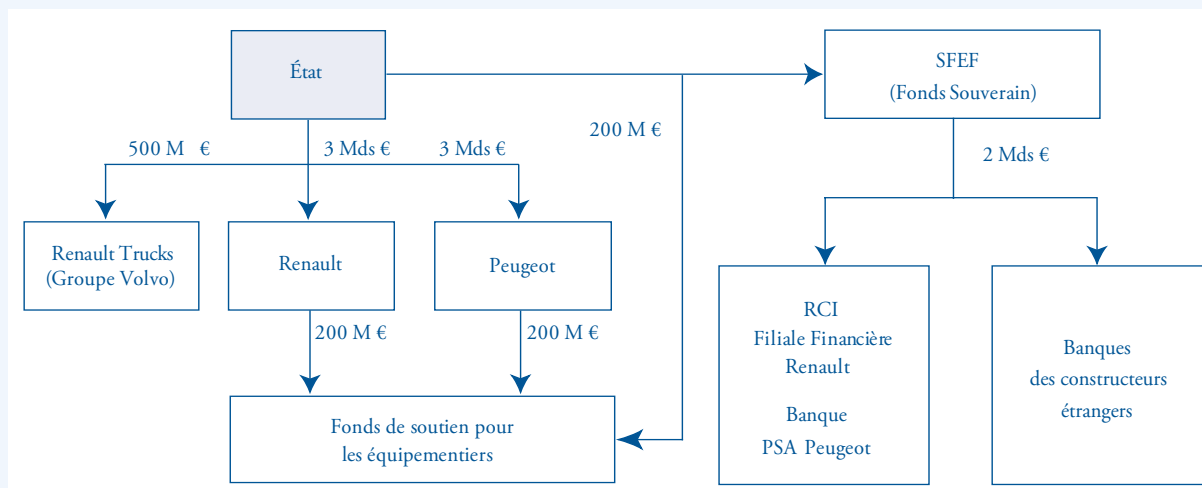 État
SFEF
(Fonds Souverain)
200 M €
500 M €
3 Mds €
3 Mds €
2 Mds €
Renault Trucks
(Groupe Volvo)
Renault
Peugeot
200 M €
200 M €
RCI
Filiale Financière
Renault
Banque
PSA Peugeot
Banques
des constructeurs
étrangers
Fonds de soutien pour
les équipementiers